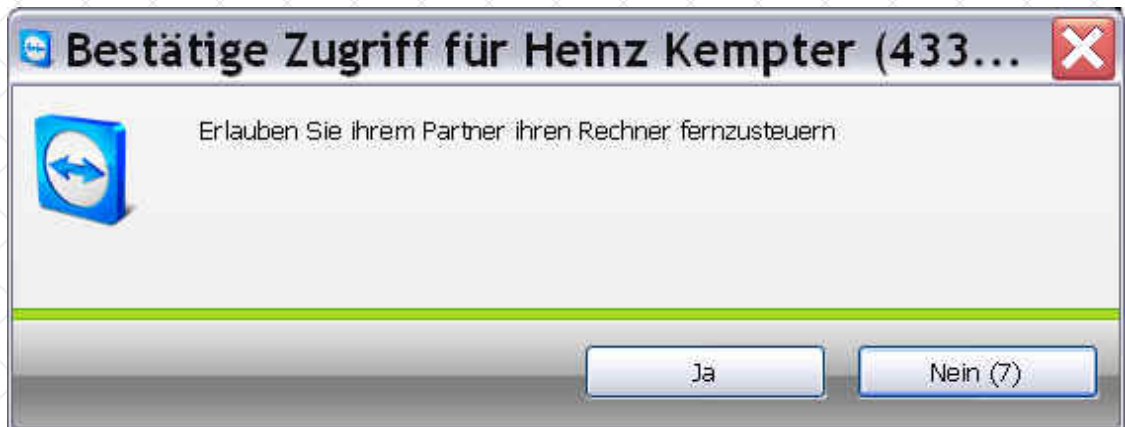 Bestätige Zugriff für Heinz Kempter (433...
Erlauben Sie ihrem Partner ihren Rechner fernzusteuern
Ja
Nein (7)